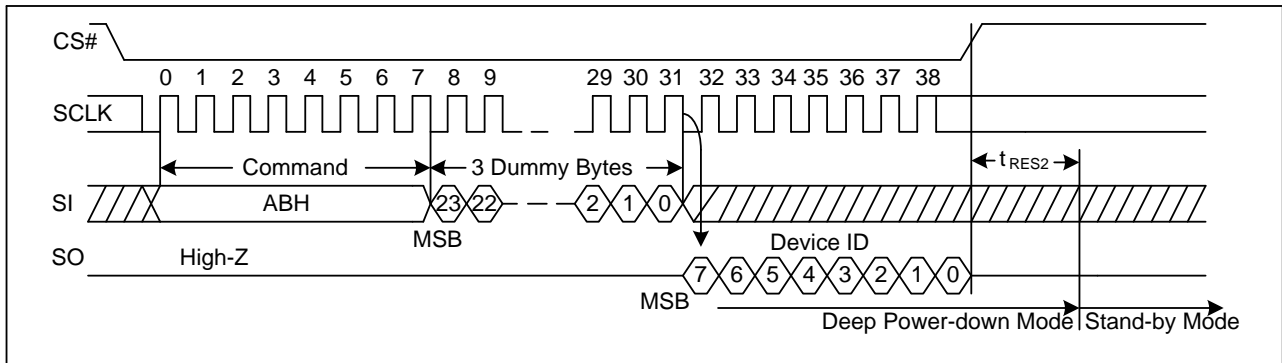 CS#
0 1 2 3 4 5 6 7 8 9 29 30 31 32 33 34 35 36 37 38
SCLK
Command 3 Dummy Bytes tRES2
SI ABH 23 22 2 1 0
MSB
SO High-Z Device ID
7 6 5 4 3 2 1 0
MSB
Deep Power-down Mode Stand-by Mode